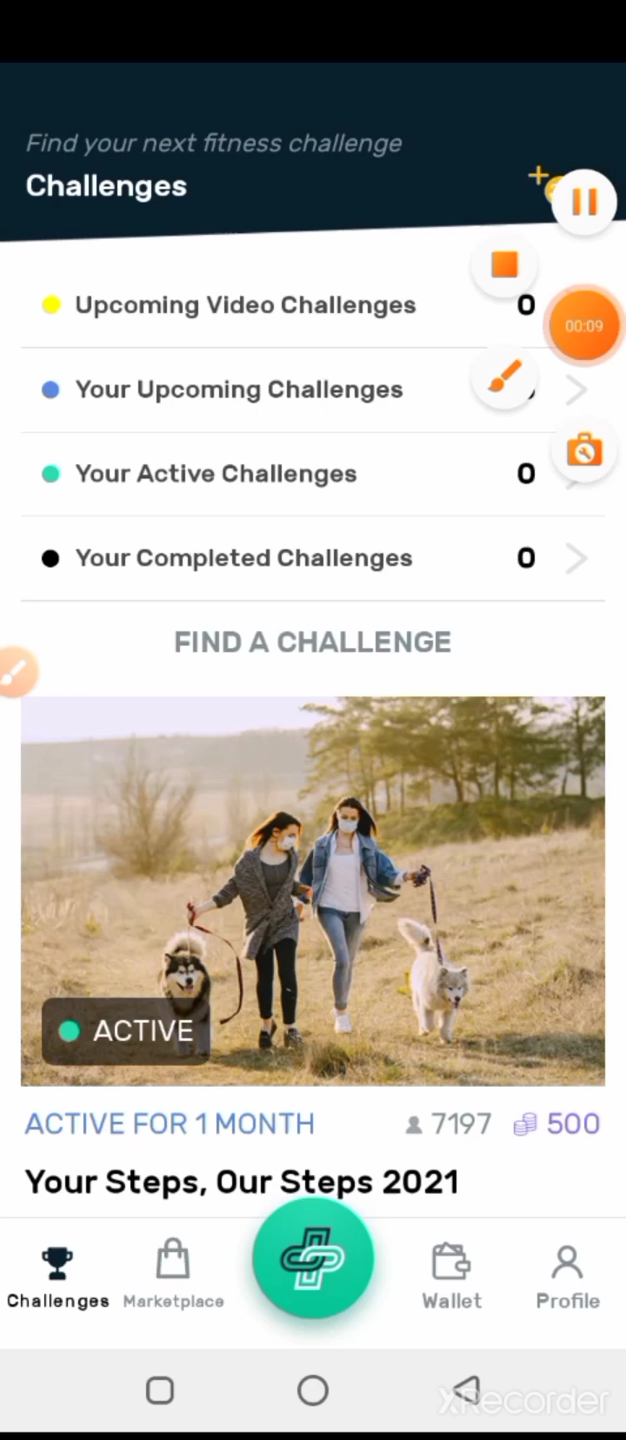 Find your next fitness challenge
Challenges
Upcoming Video Challenges 0
00:09
Your Upcoming Challenges
Your Active Challenges 0
Your Completed Challenges 0
FIND A CHALLENGE
ACTIVE
ACTIVE FOR 1 MONTH 7197 500
Your Steps, Our Steps 2021
Challenges Marketplace Wallet Profile
XRecorder